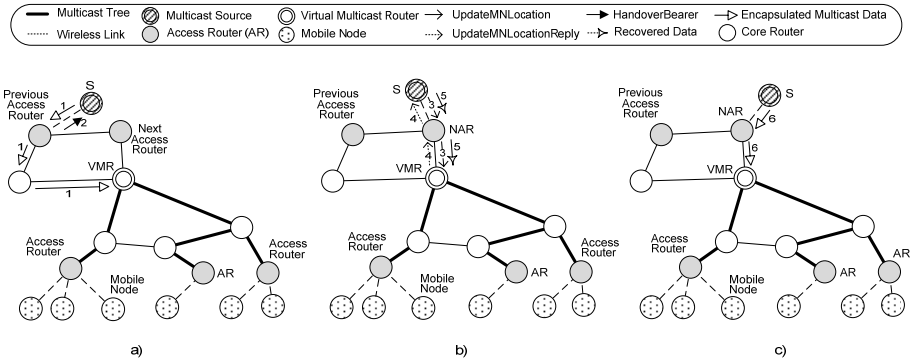 Multicast Tree
Multicast Source
Virtual Multicast Router
UpdateMNLocation
HandoverBearer
Encapsulated Multicast Data
Wireless Link
Access Router (AR)
Mobile Node
UpdateMNLocationReply
Recovered Data
Core Router
S
Previous
Access
Router
1
2
Next
Access
Router
1
VMR
1
Access
Router
Access
Router
AR
Mobile
Node
a)
S
5
3
4
Previous
Access
Router
NAR
4
3
5
VMR
Access
Router
Access
Router
AR
Mobile
Node
b)
S
6
Previous
Access
Router
NAR
6
VMR
Access
Router
AR
AR
Mobile
Node
c)